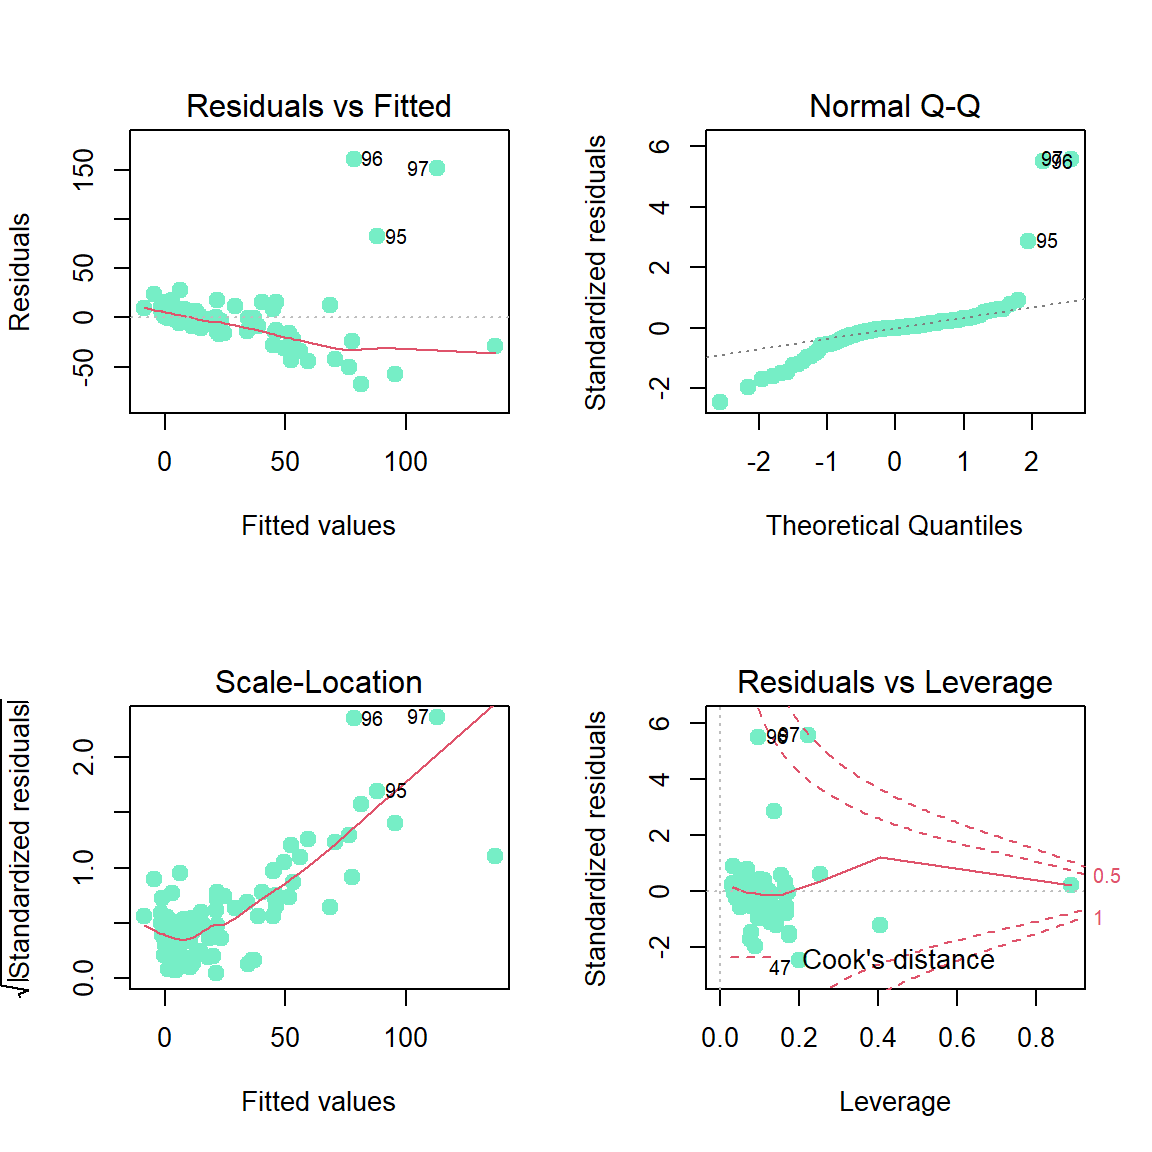 Residuals vs Fitted
Residuals
150
50
0
-50
96
97
95
0 50 100
Fitted values
Normal Q-Q
Standardized residuals
6
4
2
0
-2
97
96
95
-2 -1 0 1 2
Theoretical Quantiles
Scale-Location
√|Standardized residuals|
2.0
1.0
0.0
96
97
95
0 50 100
Fitted values
Residuals vs Leverage
Standardized residuals
6
4
2
0
-2
96
97
0.5
1
47
Cook's distance
0.0 0.2 0.4 0.6 0.8
Leverage